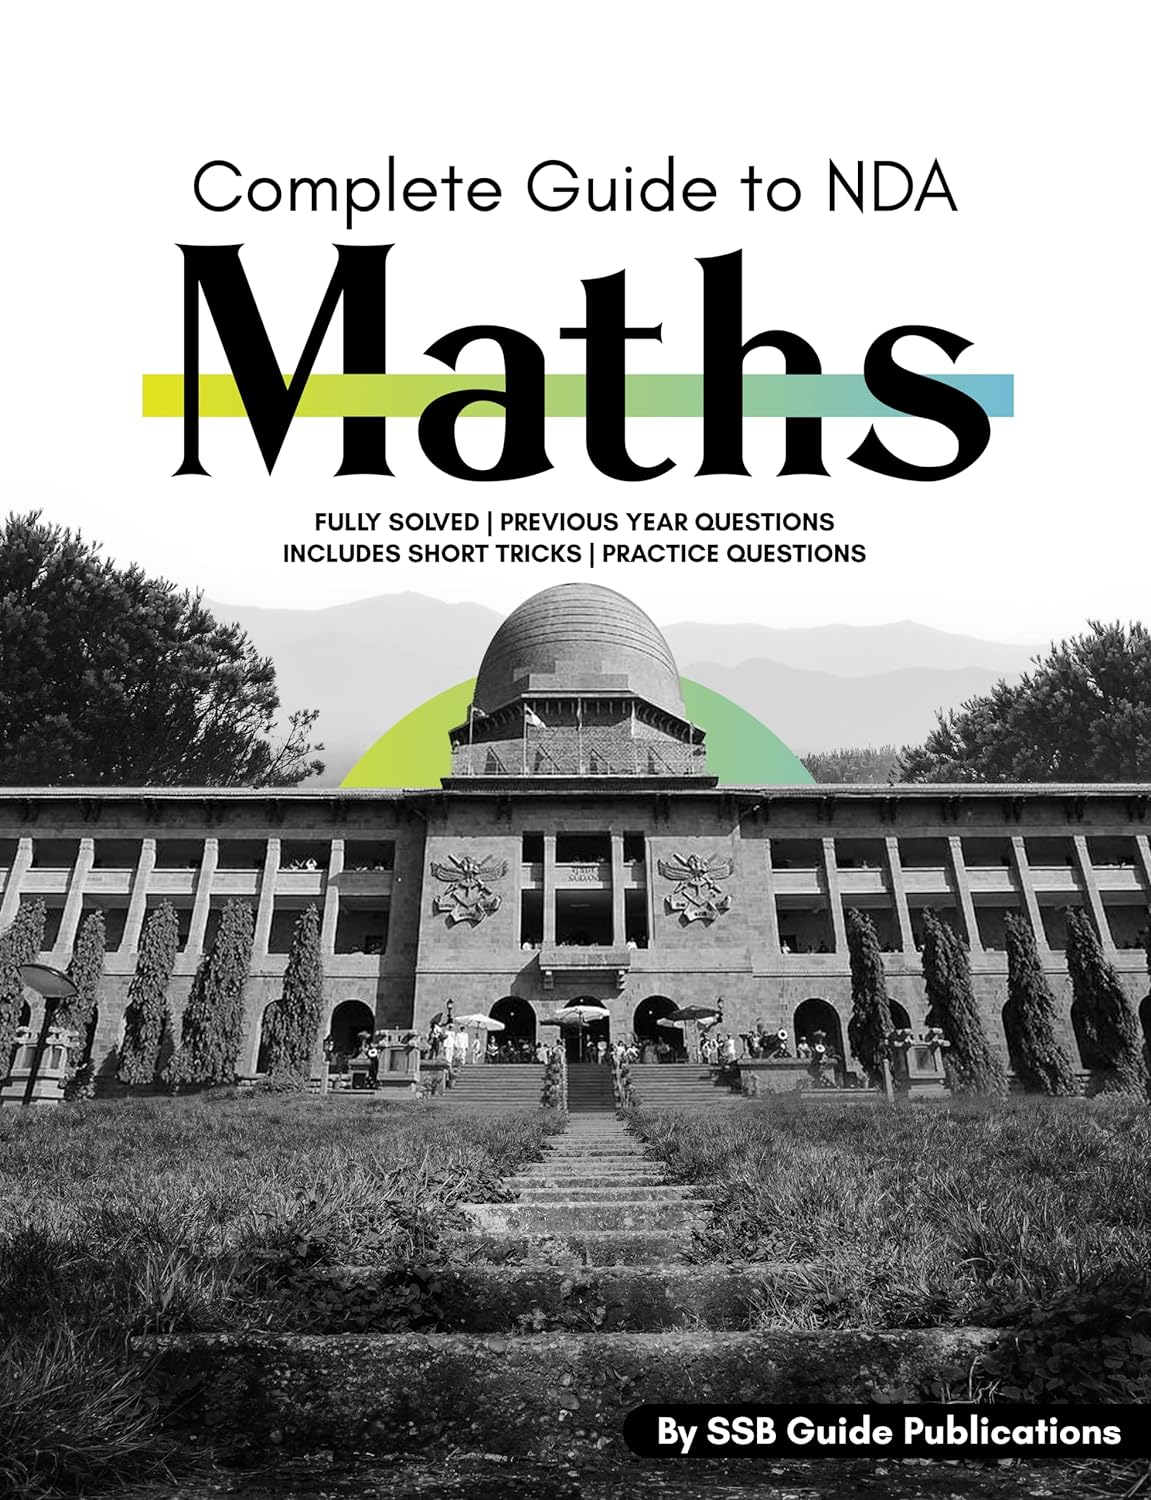 Complete Guide to NDA
Maths
FULLY SOLVED | PREVIOUS YEAR QUESTIONS
INCLUDES SHORT TRICKS | PRACTICE QUESTIONS
SUDAN
By SSB Guide Publications